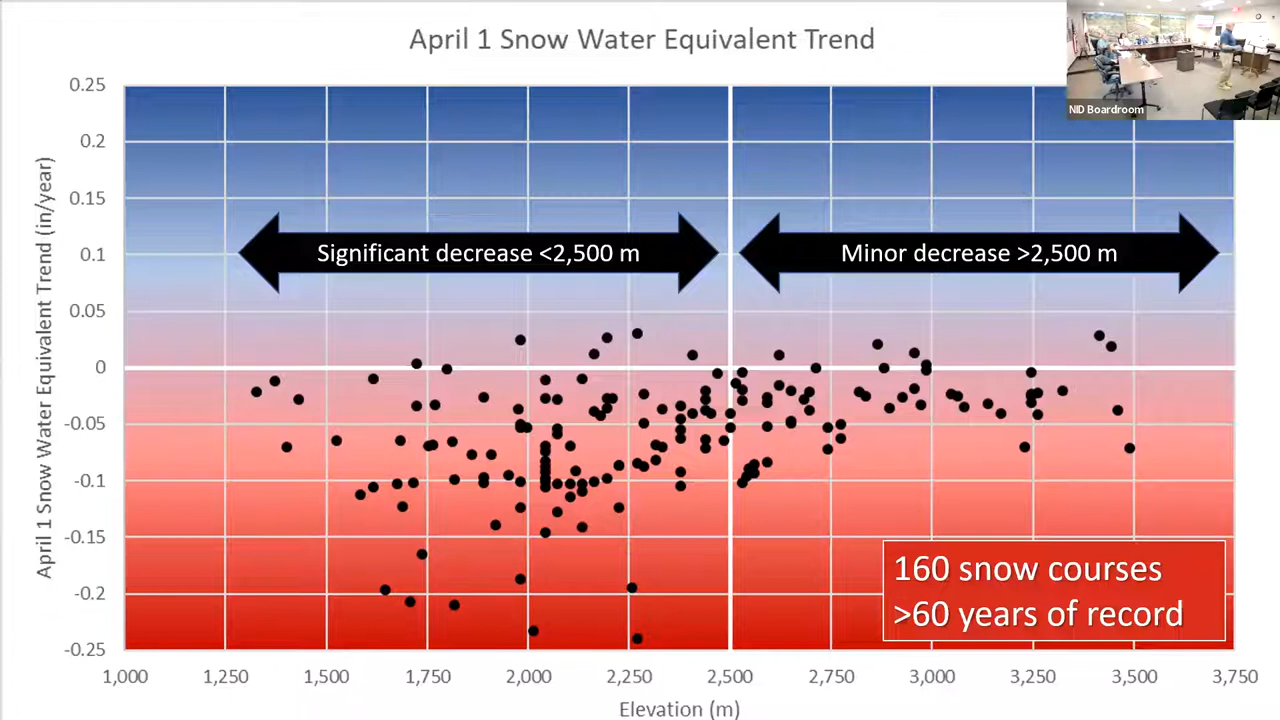 April 1 Snow Water Equivalent Trend
NID Boardroom
April 1 Snow Water Equivalent Trend (in/year)
0.25
0.2
0.15
0.1
0.05
0
-0.05
-0.1
-0.15
-0.2
-0.25
Significant decrease <2,500 m
Minor decrease >2,500 m
160 snow courses
>60 years of record
1,000 1,250 1,500 1,750 2,000 2,250 2,500 2,750 3,000 3,250 3,500 3,750
Elevation (m)